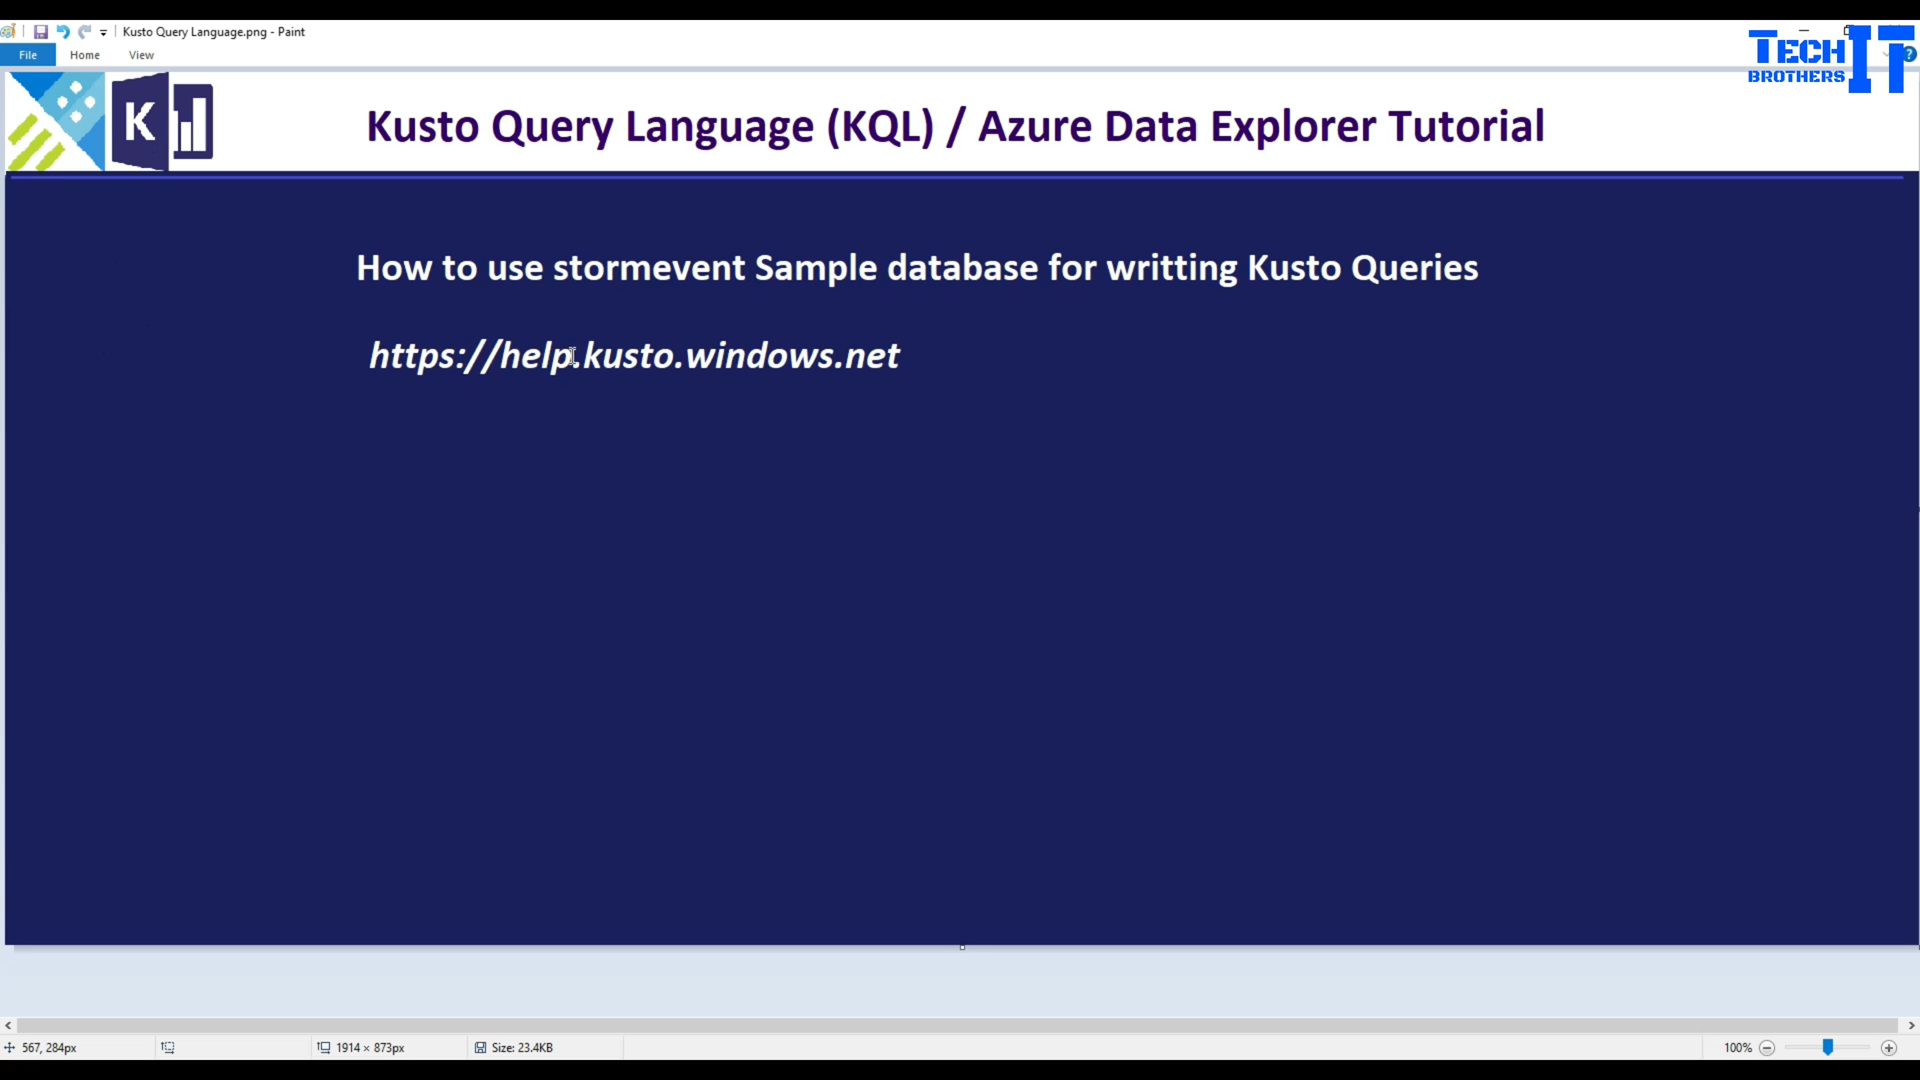 Kusto Query Language.png - Paint
File Home View
TECH IT
BROTHERS
K
Kusto Query Language (KQL) / Azure Data Explorer Tutorial
How to use stormevent Sample database for writting Kusto Queries
https://help.kusto.windows.net
567, 284px 1914 × 873px Size: 23.4KB 100%